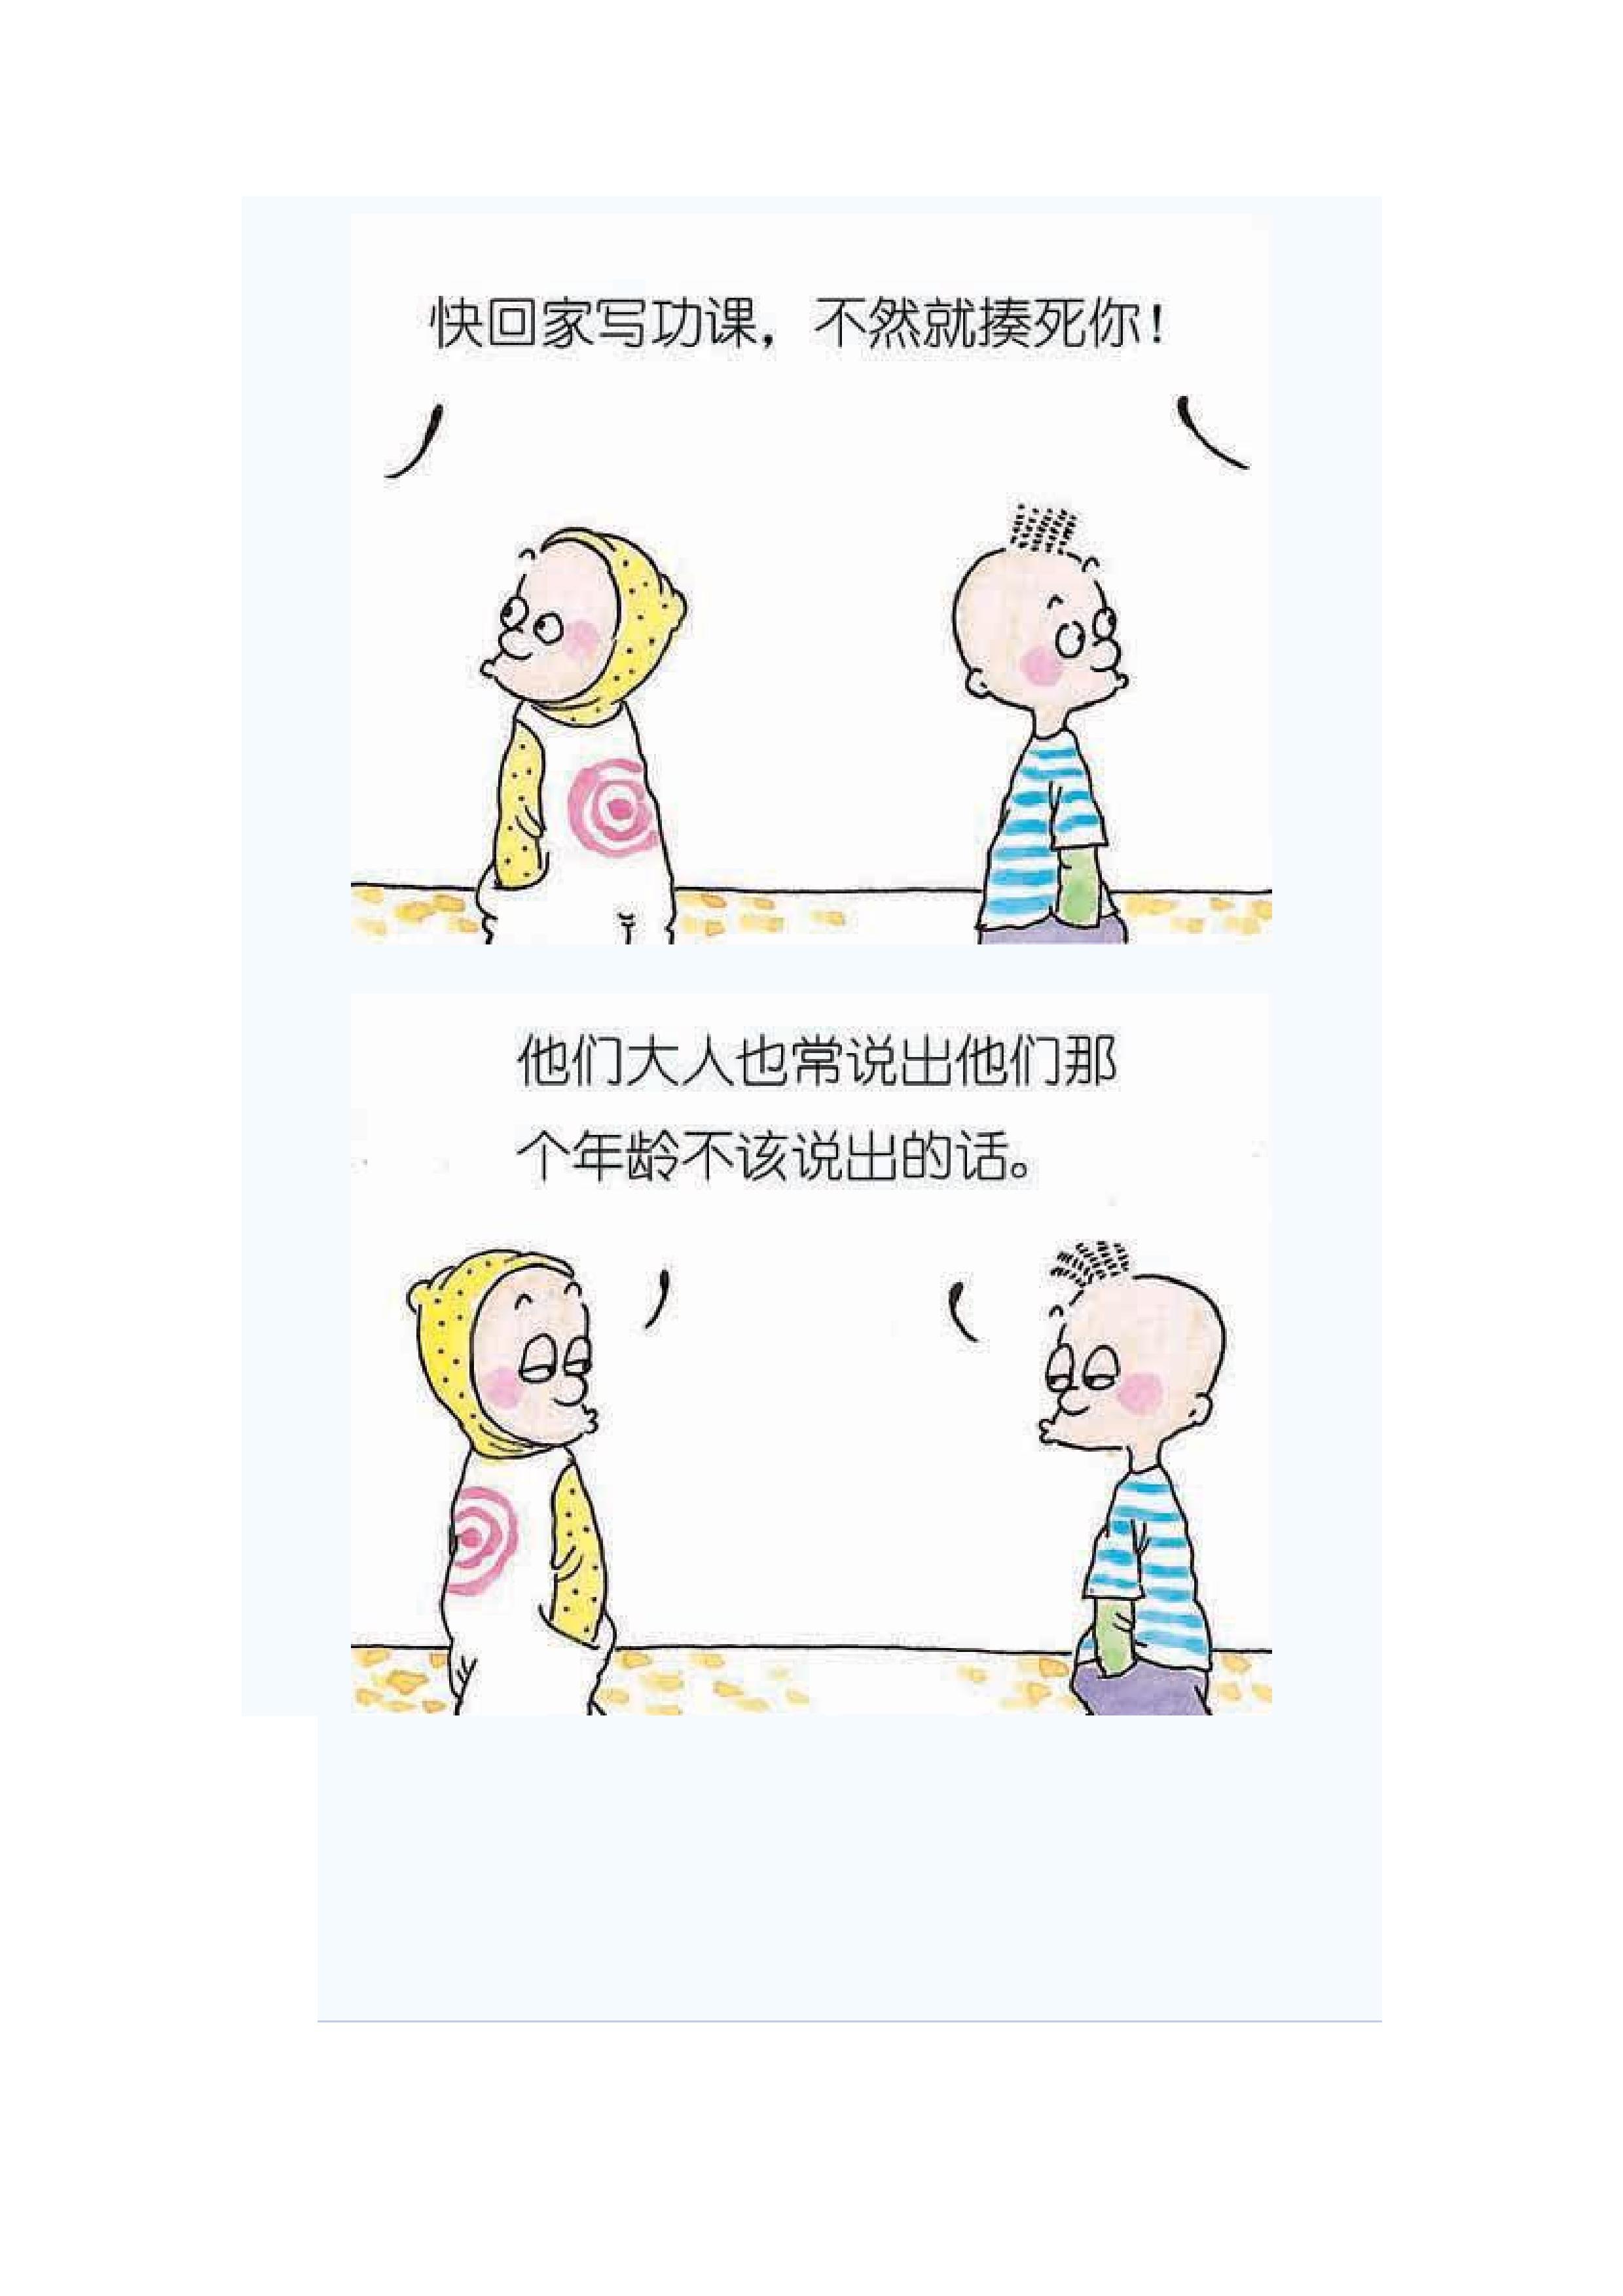 快回家写功课，不然就揍死你！
他们大人也常说出他们那
个年龄不该说出的话。